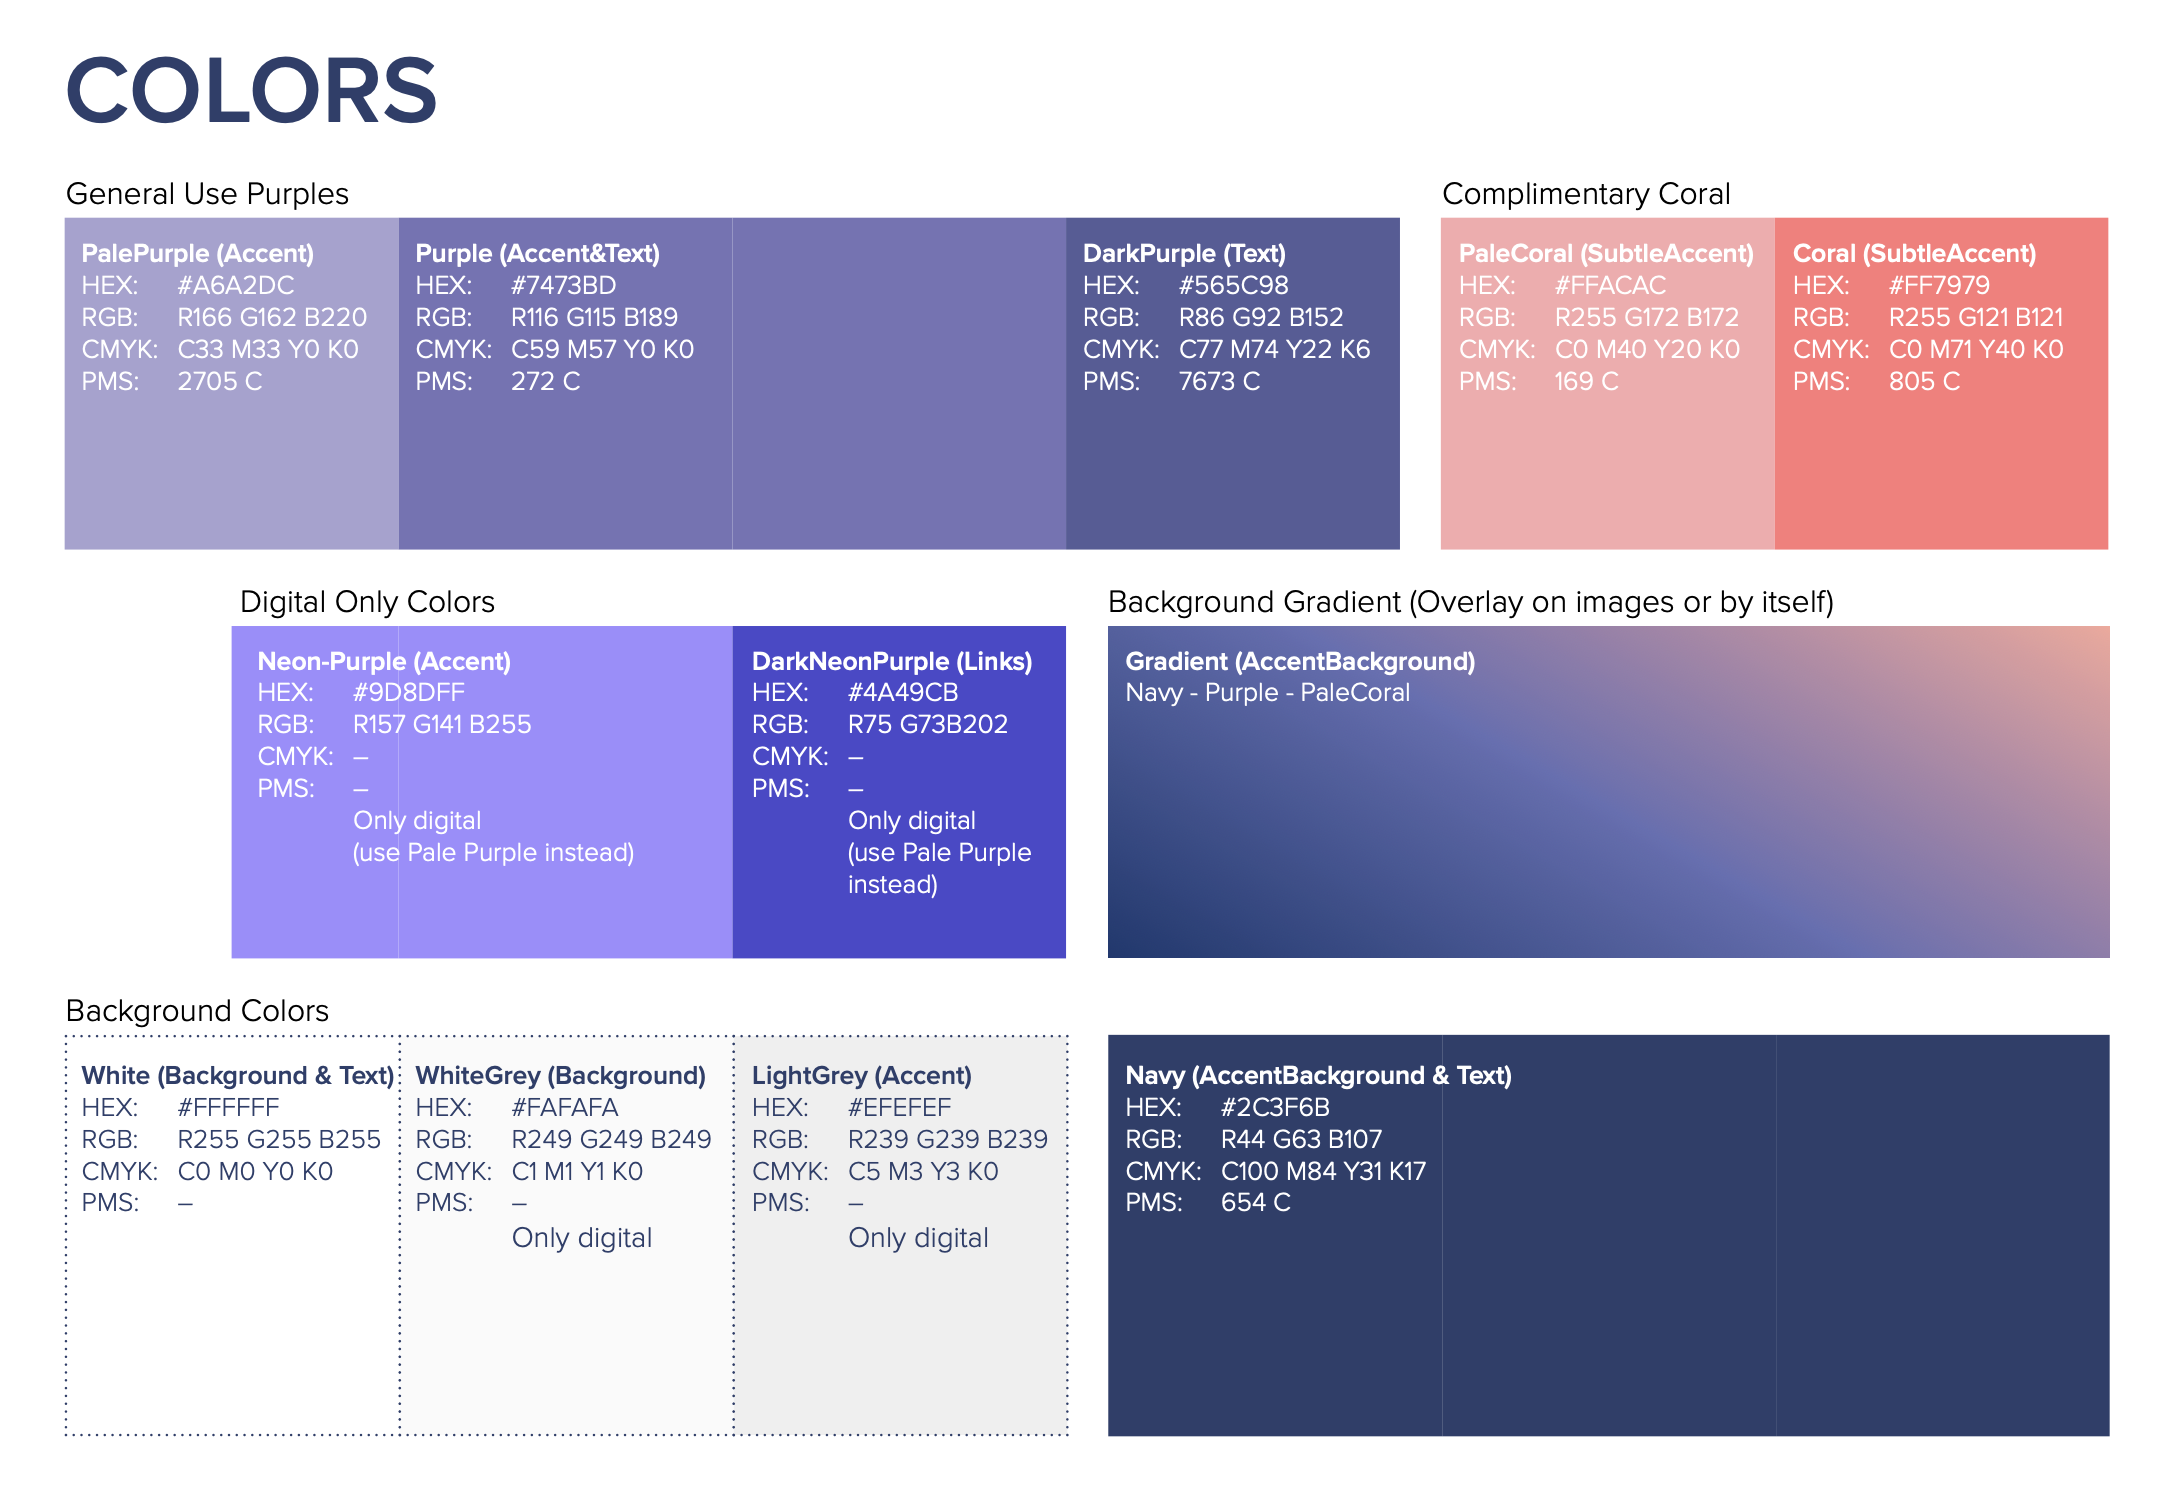 COLORS
General Use Purples
PalePurple (Accent)
HEX: #A6A2DC
RGB: R166 G162 B220
CMYK: C33 M33 Y0 K0
PMS: 2705 C
Purple (Accent&Text)
HEX: #7473BD
RGB: R116 G115 B189
CMYK: C59 M57 Y0 K0
PMS: 272 C
DarkPurple (Text)
HEX: #565C98
RGB: R86 G92 B152
CMYK: C77 M74 Y22 K6
PMS: 7673 C
Complimentary Coral
PaleCoral (SubtleAccent)
HEX: #FFACAC
RGB: R255 G172 B172
CMYK: C0 M40 Y20 K0
PMS: 169 C
Coral (SubtleAccent)
HEX: #FF7979
RGB: R255 G121 B121
CMYK: C0 M71 Y40 K0
PMS: 805 C
Digital Only Colors
Neon-Purple (Accent)
HEX: #9D8DFF
RGB: R157 G141 B255
CMYK: –
PMS: –
Only digital
(use Pale Purple instead)
DarkNeonPurple (Links)
HEX: #4A49CB
RGB: R75 G73B202
CMYK: –
PMS: –
Only digital
(use Pale Purple
instead)
Background Gradient (Overlay on images or by itself)
Gradient (AccentBackground)
Navy - Purple - PaleCoral
Background Colors
White (Background & Text)
HEX: #FFFFFF
RGB: R255 G255 B255
CMYK: C0 M0 Y0 K0
PMS: –
WhiteGrey (Background)
HEX: #FAFAFA
RGB: R249 G249 B249
CMYK: C1 M1 Y1 K0
PMS: –
Only digital
LightGrey (Accent)
HEX: #EFEFEF
RGB: R239 G239 B239
CMYK: C5 M3 Y3 K0
PMS: –
Only digital
Navy (AccentBackground & Text)
HEX: #2C3F6B
RGB: R44 G63 B107
CMYK: C100 M84 Y31 K17
PMS: 654 C